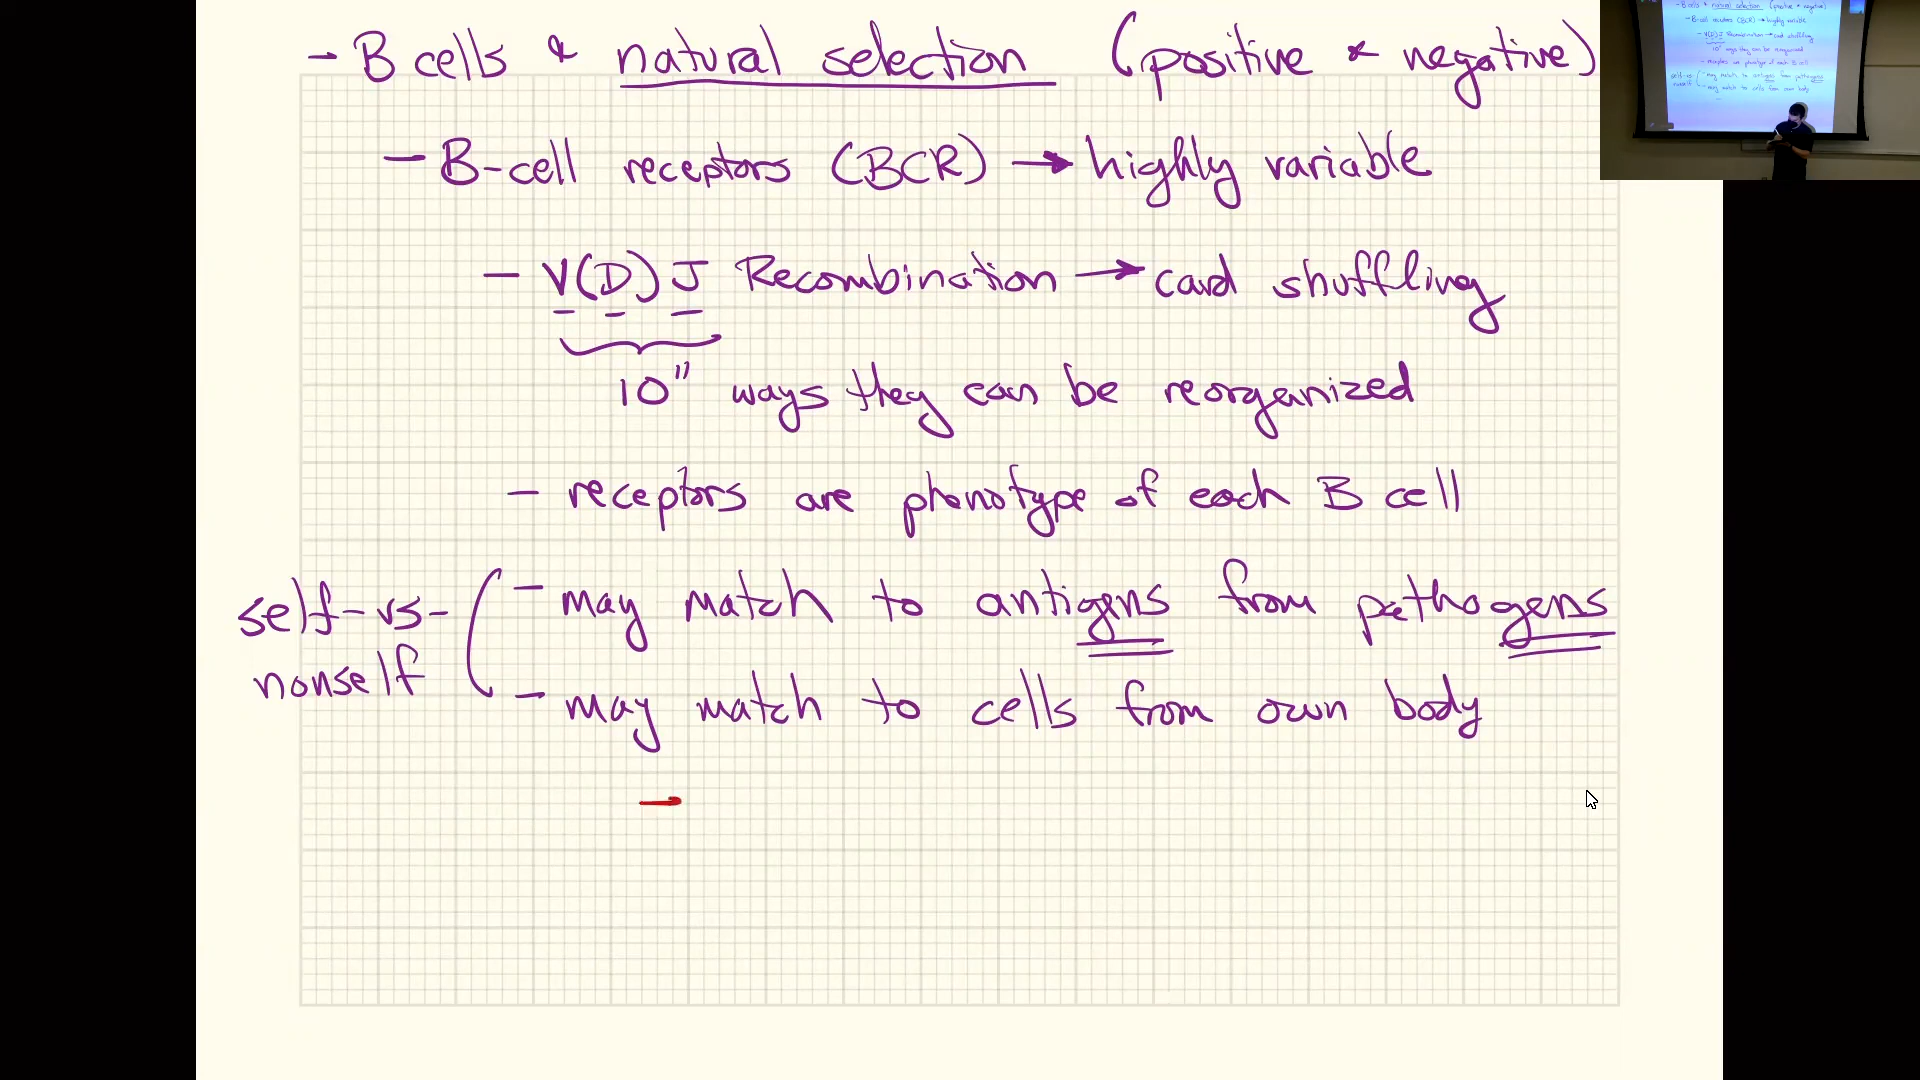 - B cells & natural selection (positive & negative)
- B-cell receptors (BCR) → highly variable
- V(D)J Recombination → card shuffling
10¹¹ ways they can be reorganized
- receptors are phenotype of each B cell
self-vs-nonself
- may match to antigens from pathogens
- may match to cells from own body